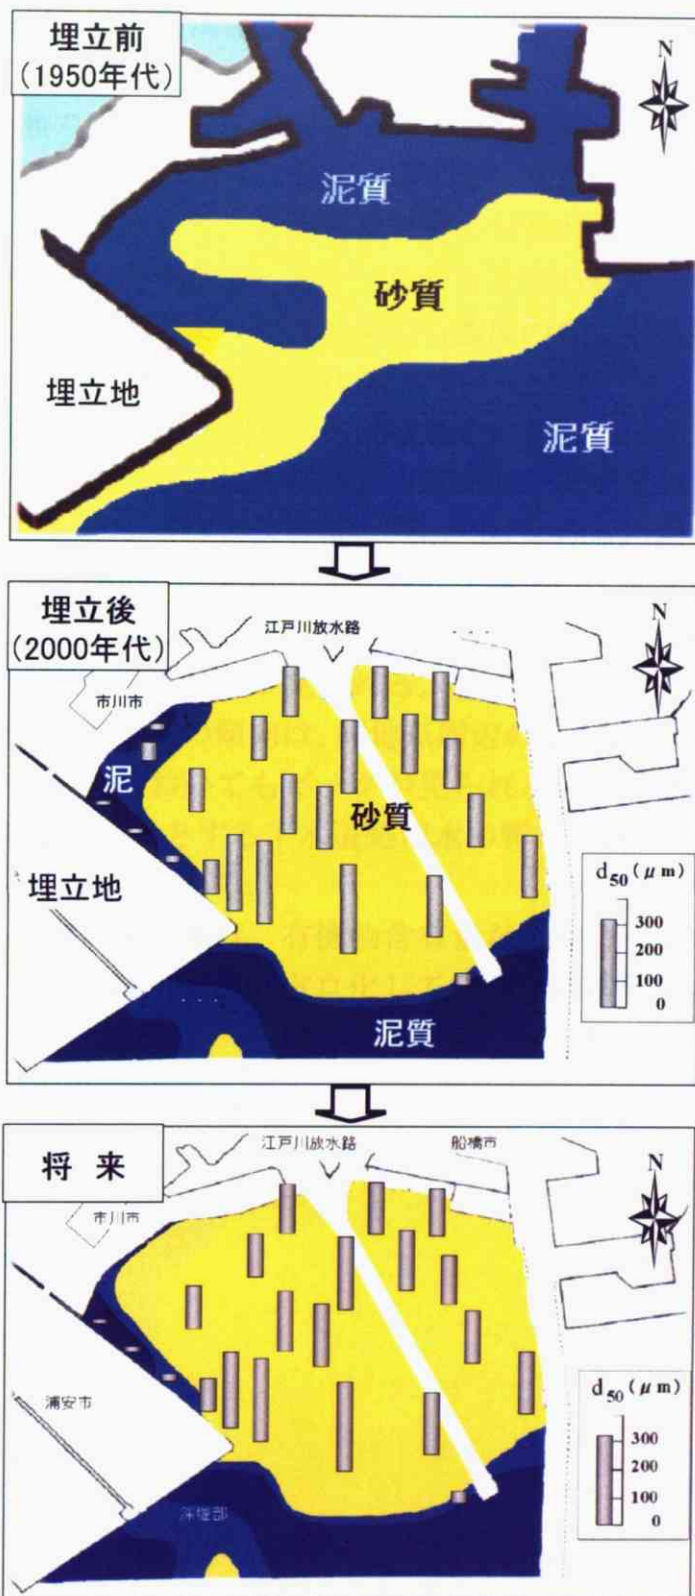 埋立前
(1950年代)
N
泥質
砂質
埋立地
泥質
埋立後
(2000年代)
江戸川放水路
N
市川市
泥
砂質
埋立地
d50(μm)
300
200
100
0
泥質
将 来
江戸川放水路
船橋市
N
市川市
浦安市
d50(μm)
300
200
100
0
深堀部